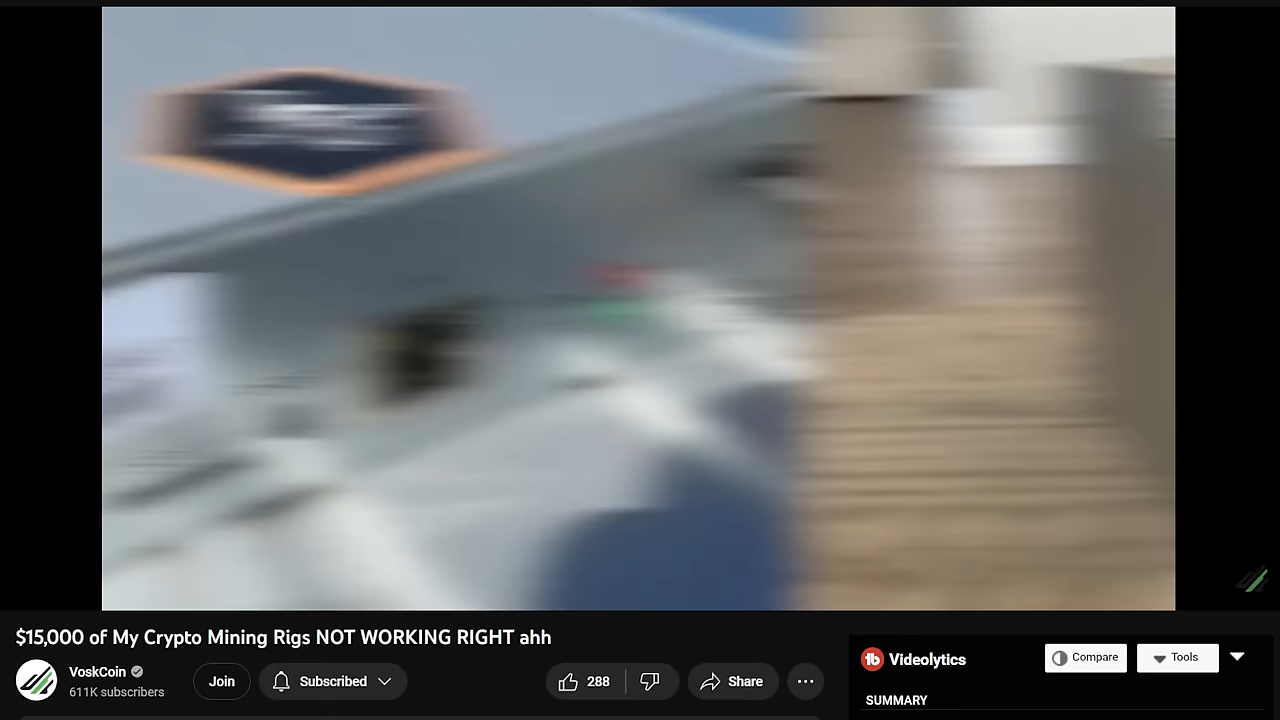 $15,000 of My Crypto Mining Rigs NOT WORKING RIGHT ahh
VoskCoin
611K subscribers
Join
Subscribed
288
Share
tb Videolytics
Compare
Tools
SUMMARY